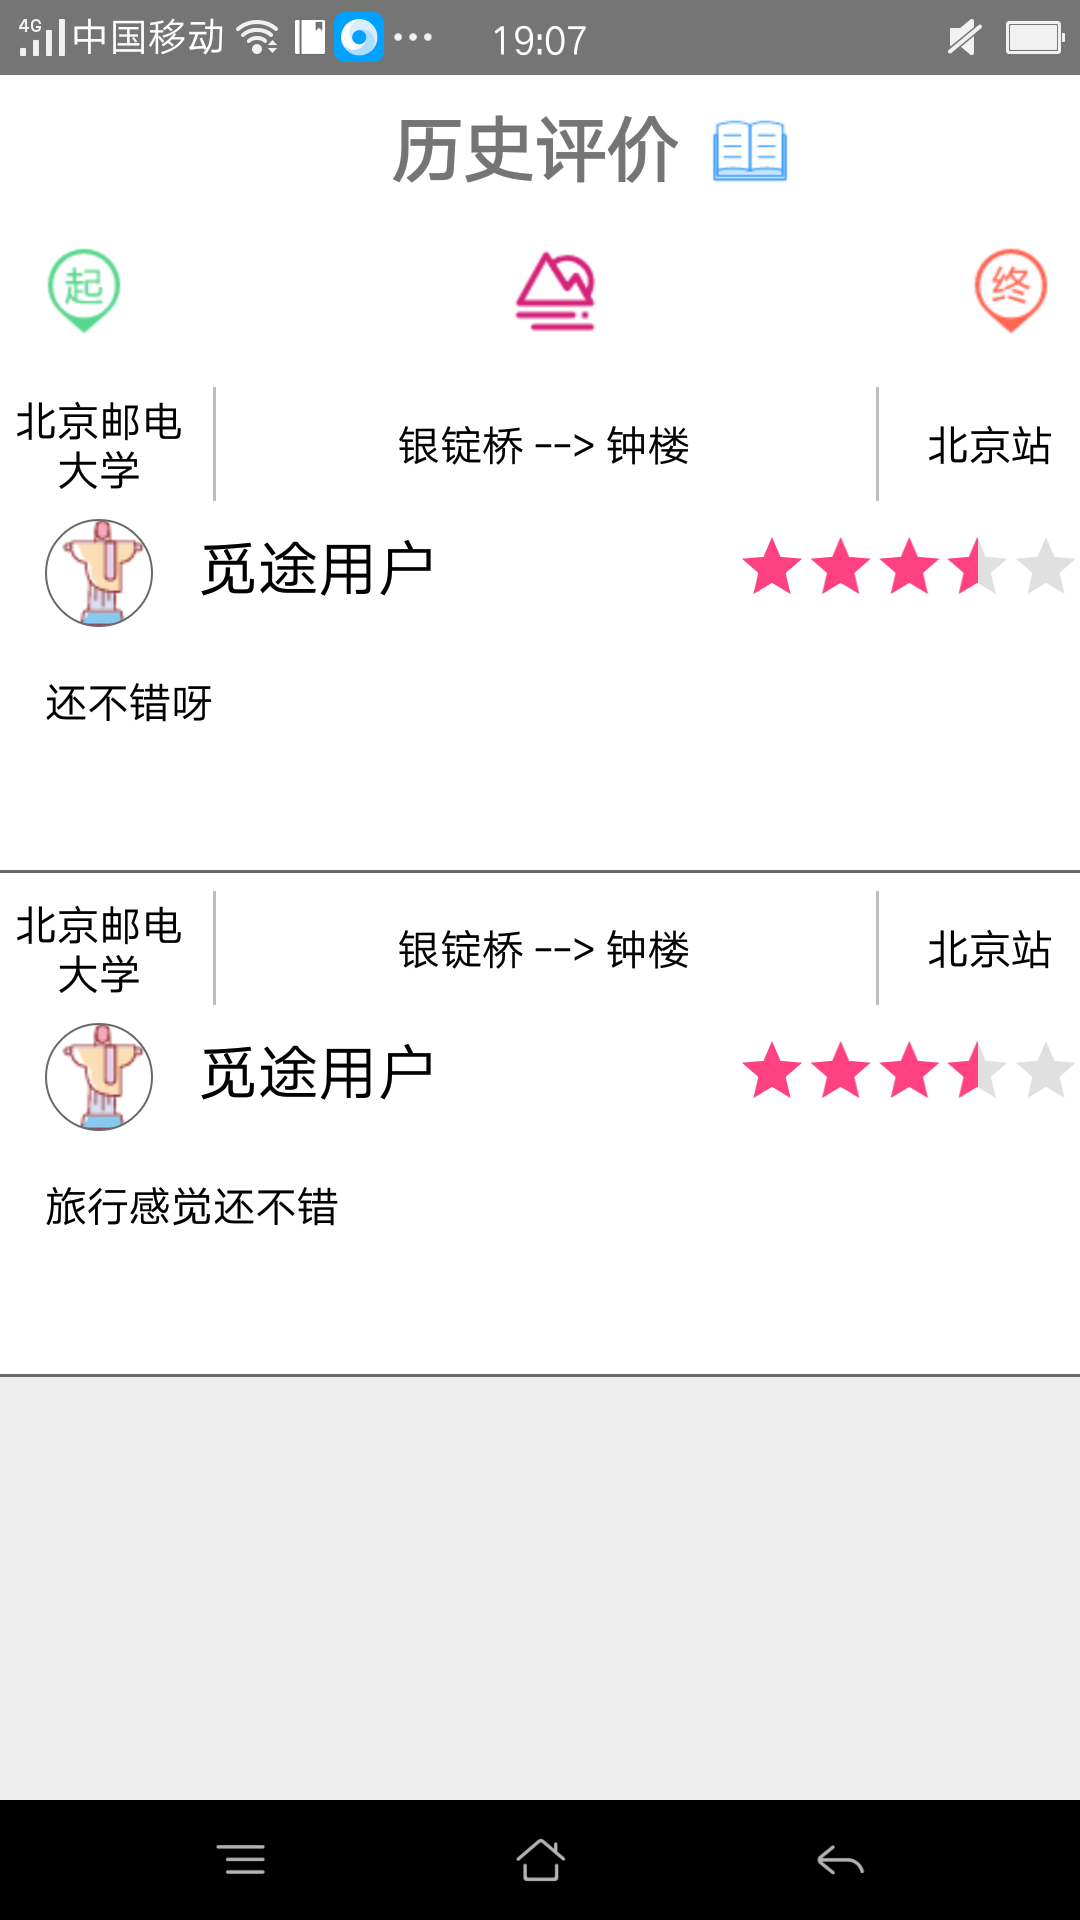 4G 中国移动 19:07
历史评价
起 终
北京邮电
大学
银锭桥 --> 钟楼
北京站
觅途用户
还不错呀
北京邮电
大学
银锭桥 --> 钟楼
北京站
觅途用户
旅行感觉还不错